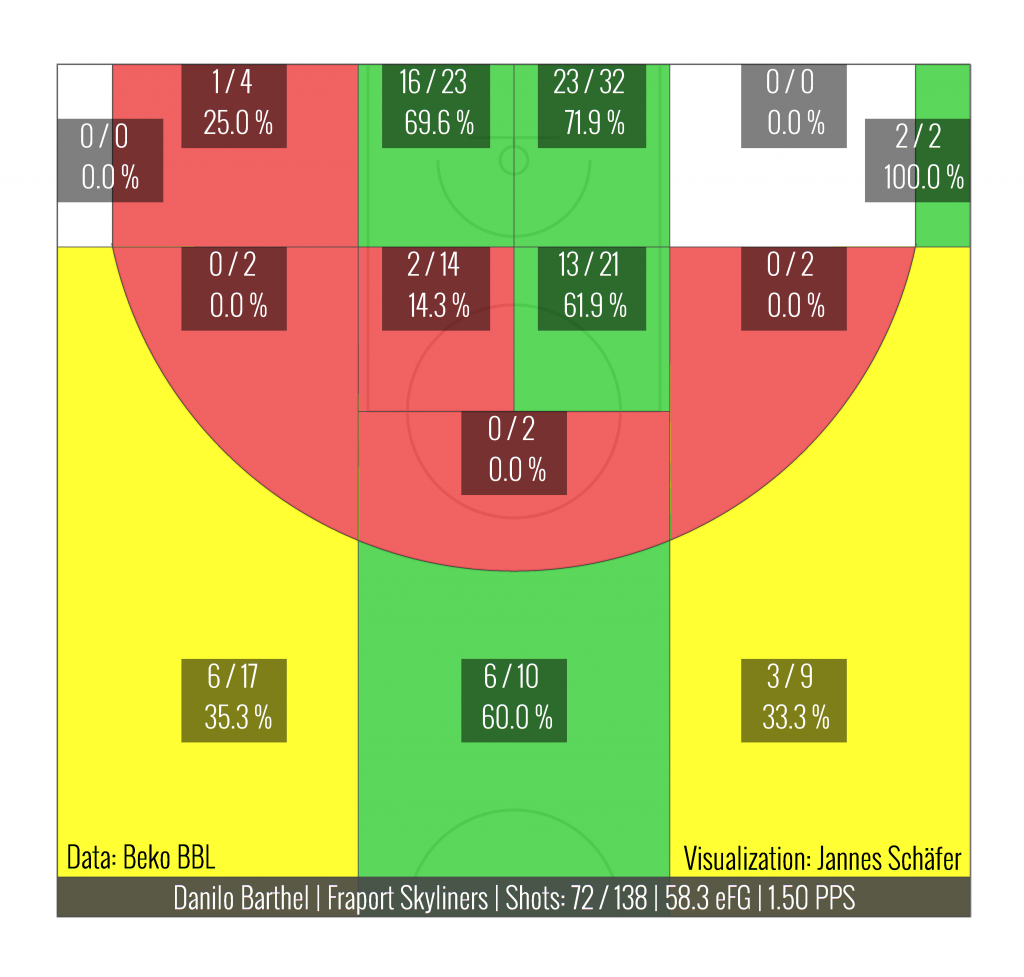 1 / 4
25.0 %
16 / 23
69.6 %
23 / 32
71.9 %
0 / 0
0.0 %
0 / 0
0.0 %
2 / 2
100.0 %
0 / 2
0.0 %
2 / 14
14.3 %
13 / 21
61.9 %
0 / 2
0.0 %
0 / 2
0.0 %
6 / 17
35.3 %
6 / 10
60.0 %
3 / 9
33.3 %
Data: Beko BBL
Visualization: Jannes Schäfer
Danilo Barthel | Fraport Skyliners | Shots: 72 / 138 | 58.3 eFG | 1.50 PPS